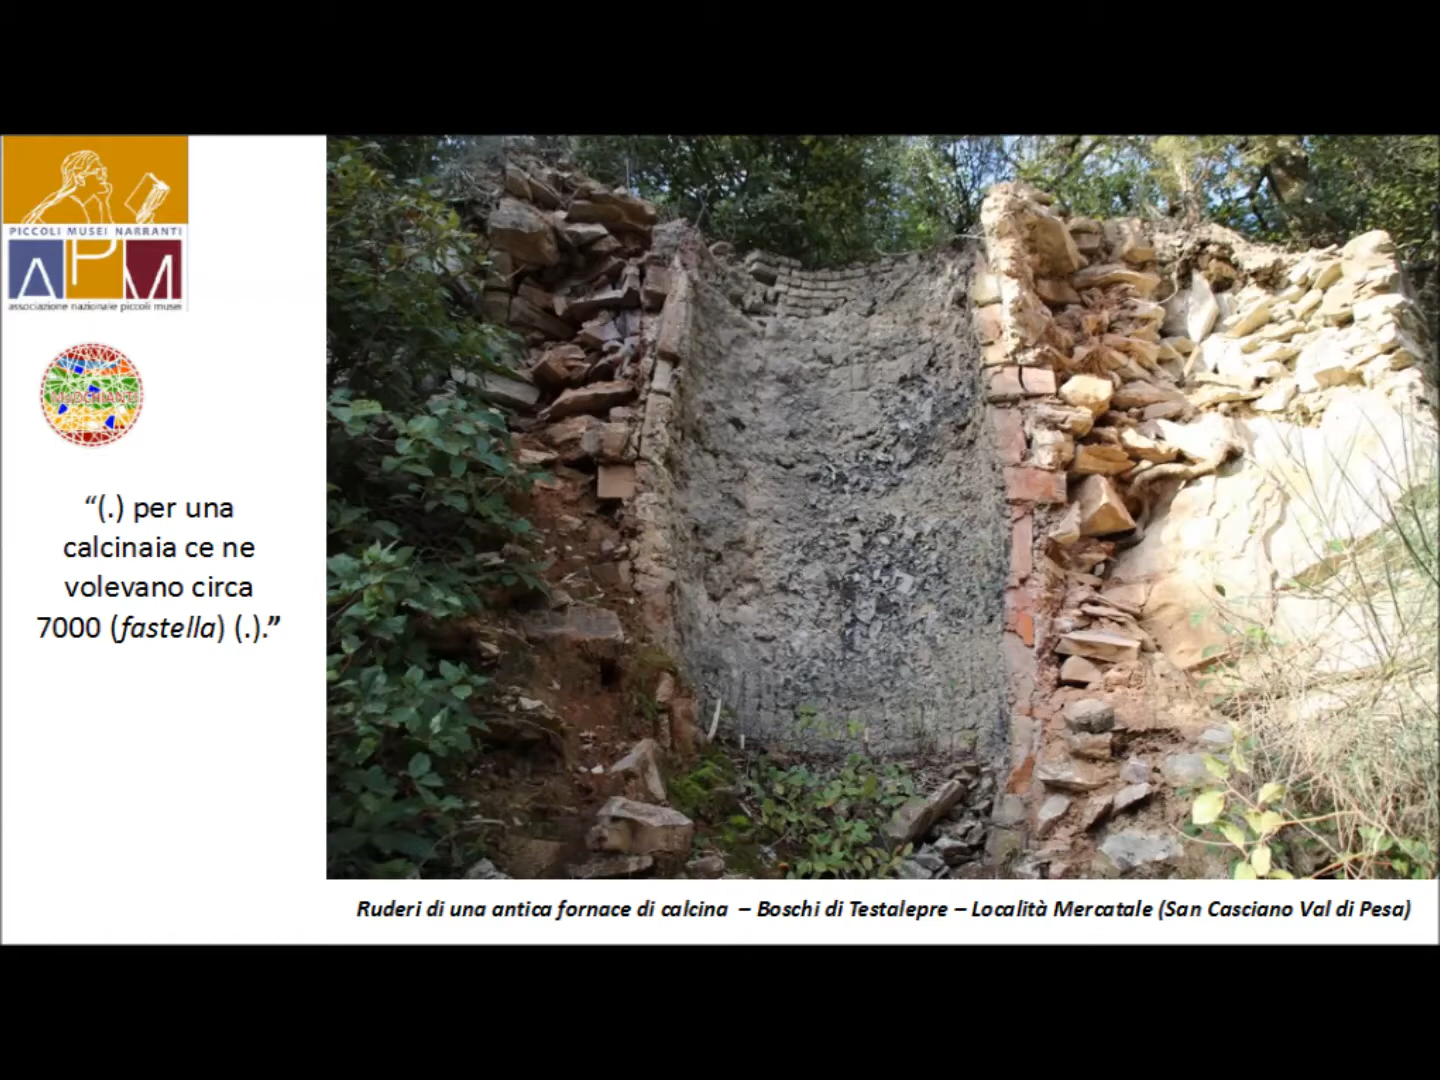 PICCOLI MUSEI NARRANTI
APM
associazione nazionale piccoli musei
“(.) per una
calcinaia ce ne
volevano circa
7000 (fastella) (.).”
Ruderi di una antica fornace di calcina – Boschi di Testalepre – Località Mercatale (San Casciano Val di Pesa)